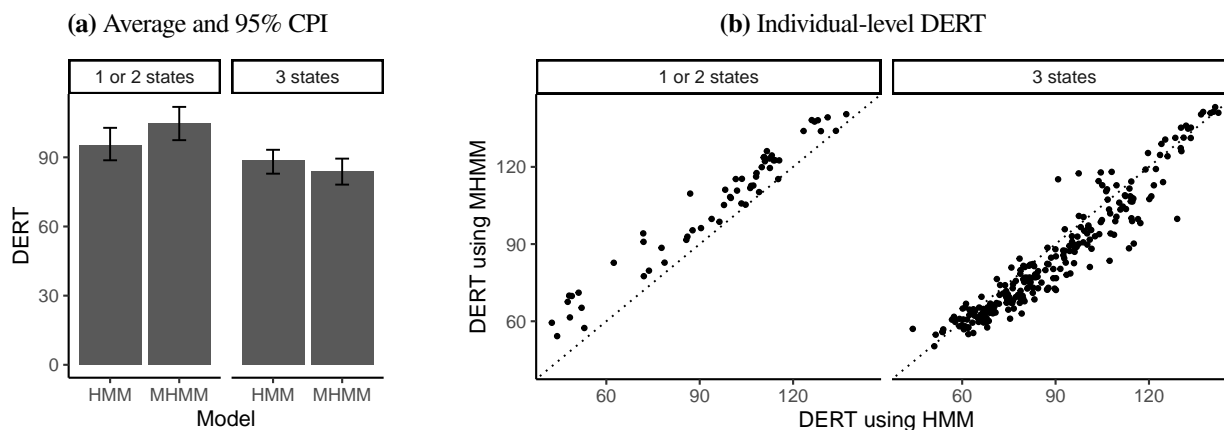 (a) Average and 95% CPI
1 or 2 states
3 states
DERT
90
60
30
0
HMM
MHMM
HMM
MHMM
Model
(b) Individual-level DERT
1 or 2 states
3 states
DERT using MHMM
120
90
60
60
90
120
60
90
120
DERT using HMM